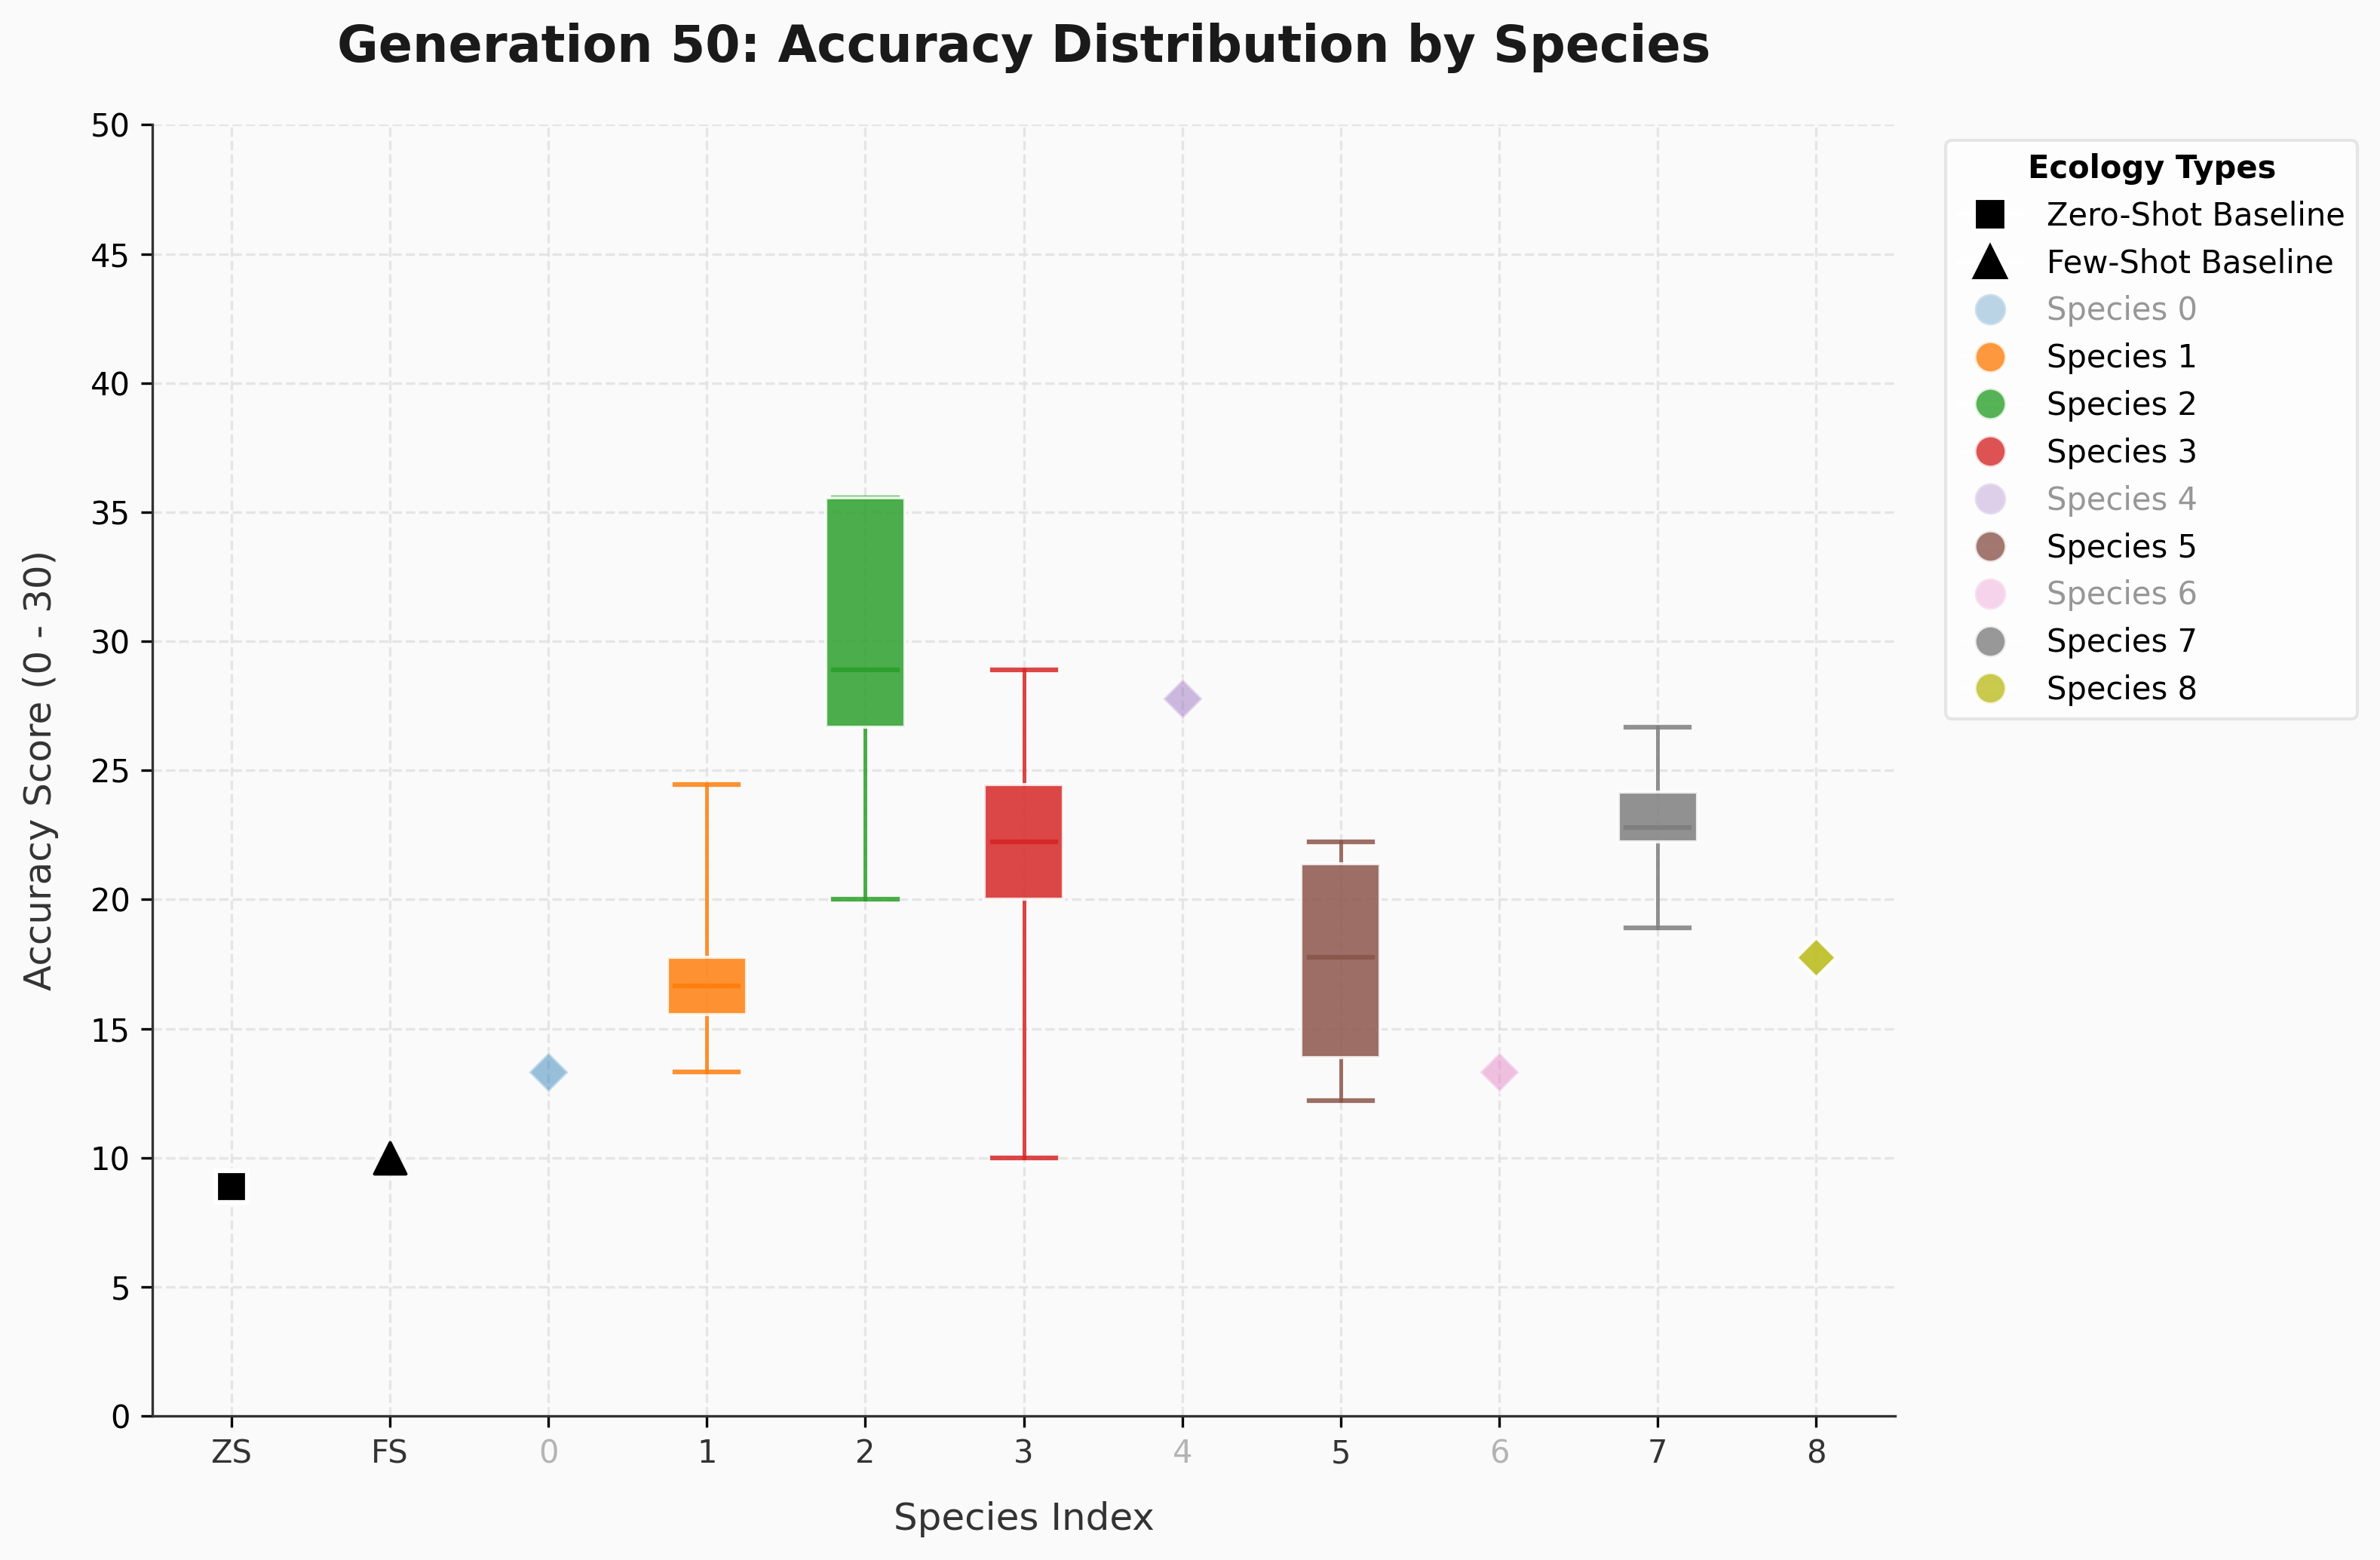 Generation 50: Accuracy Distribution by Species
Accuracy Score (0 - 30)
50
45
40
35
30
25
20
15
10
5
0
ZS FS 0 1 2 3 4 5 6 7 8
Species Index
Ecology Types
Zero-Shot Baseline
Few-Shot Baseline
Species 0
Species 1
Species 2
Species 3
Species 4
Species 5
Species 6
Species 7
Species 8